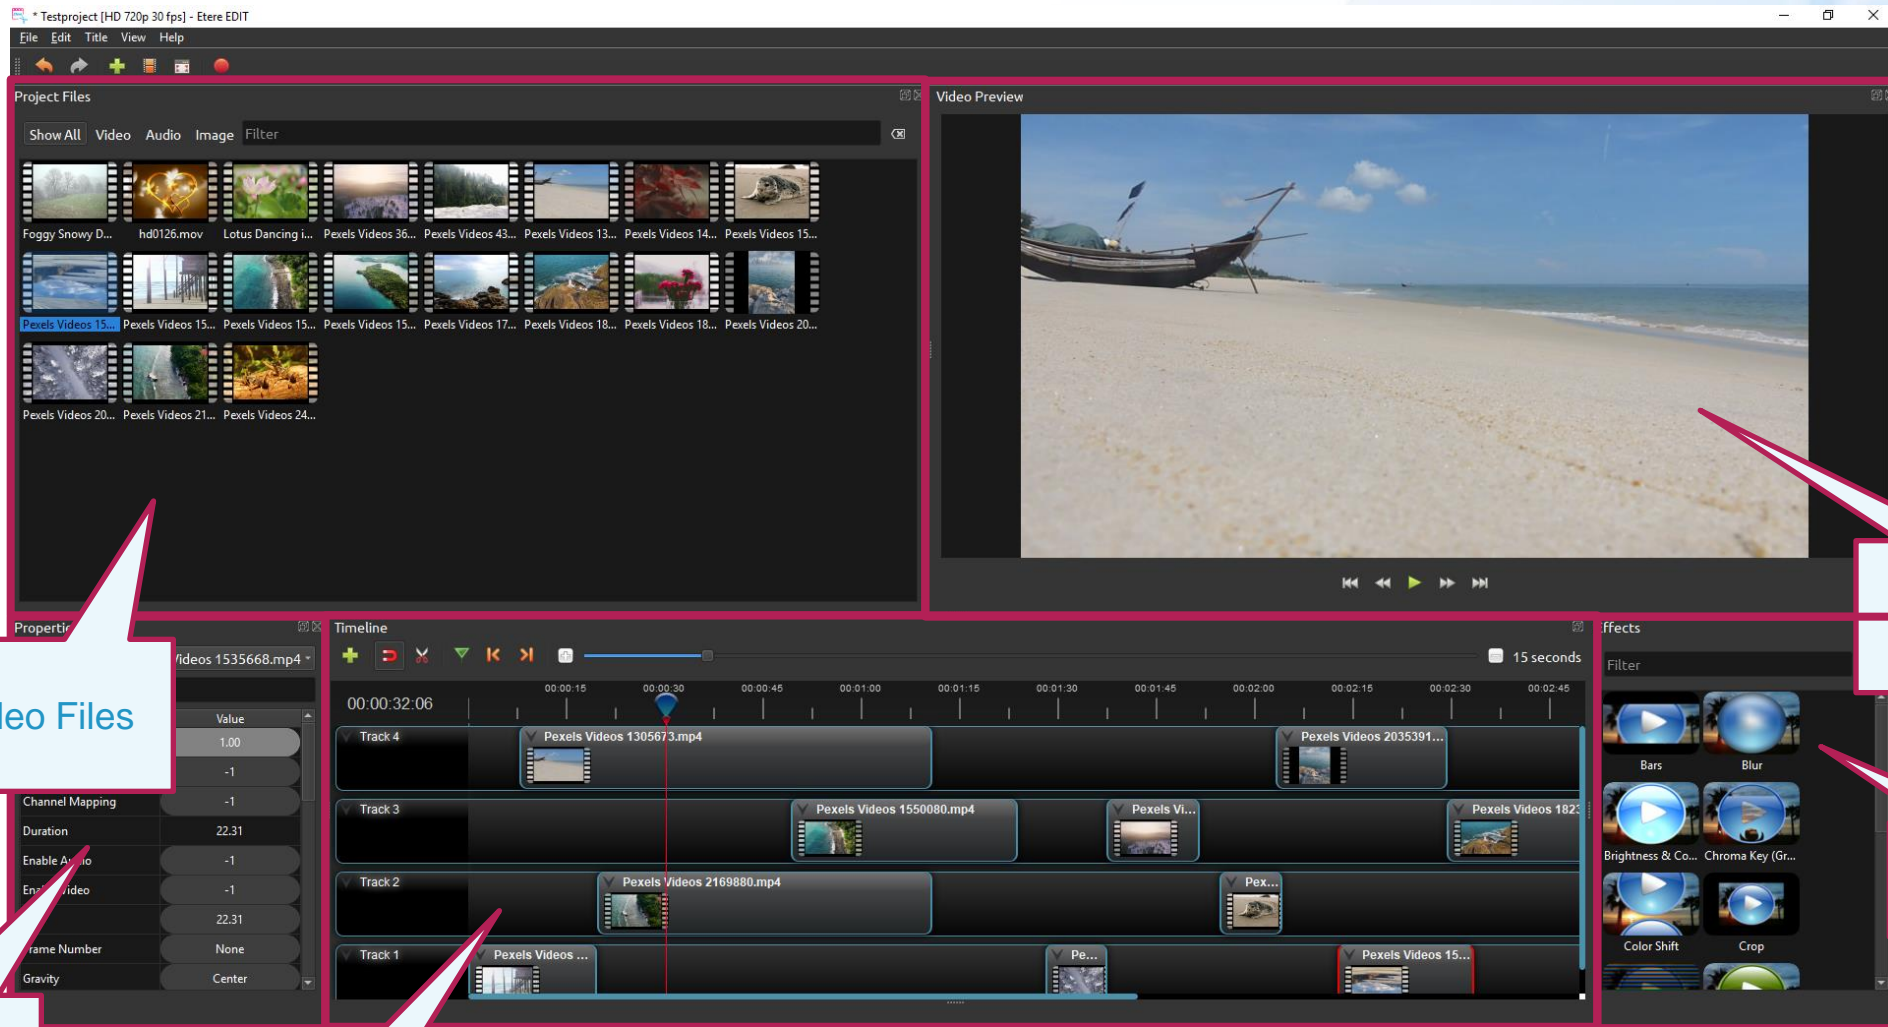 * Testproject [HD 720p 30 fps] - Etere EDIT
File Edit Title View Help
Project Files
Show All Video Audio Image Filter
Foggy Snowy D... hd0126.mov Lotus Dancing i... Pexels Videos 36... Pexels Videos 43... Pexels Videos 13... Pexels Videos 14... Pexels Videos 15...
Pexels Videos 15... Pexels Videos 15... Pexels Videos 15... Pexels Videos 15... Pexels Videos 17... Pexels Videos 18... Pexels Videos 18... Pexels Videos 20...
Pexels Videos 20... Pexels Videos 21... Pexels Videos 24...
Video Preview
Propertie
ideos 1535668.mp4
eo Files
Value
1.00
-1
Channel Mapping -1
Duration 22.31
Enable Audio -1
Enable Video -1
22.31
Frame Number None
Gravity Center
Timeline
15 seconds
00:00:32:06
00:00:15 00:00:30 00:00:45 00:01:00 00:01:15 00:01:30 00:01:45 00:02:00 00:02:15 00:02:30 00:02:45
Track 4 Pexels Videos 1305673.mp4 Pexels Videos 2035391...
Track 3 Pexels Videos 1550080.mp4 Pexels Vi... Pexels Videos 1823
Track 2 Pexels Videos 2169880.mp4 Pex...
Track 1 Pexels Videos ... Pe... Pexels Videos 15...
ffects
Filter
Bars Blur
Brightness & Co... Chroma Key (Gr...
Color Shift Crop